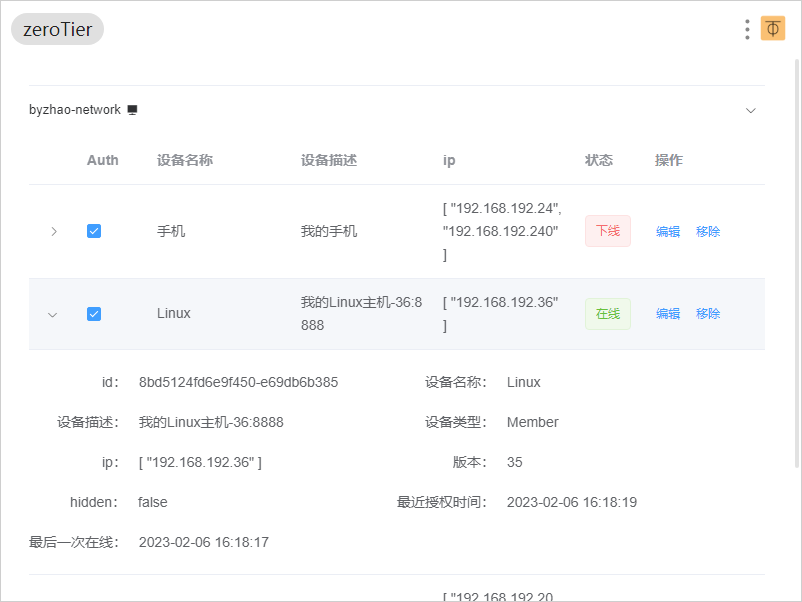 zeroTier
byzhao-network
Auth 设备名称 设备描述 ip 状态 操作
手机 我的手机 [ "192.168.192.24", "192.168.192.240" ] 下线 编辑 移除
Linux 我的Linux主机-36:8888 [ "192.168.192.36" ] 在线 编辑 移除
id: 8bd5124fd6e9f450-e69db6b385 设备名称: Linux
设备描述: 我的Linux主机-36:8888 设备类型: Member
ip: [ "192.168.192.36" ] 版本: 35
hidden: false 最近授权时间: 2023-02-06 16:18:19
最后一次在线: 2023-02-06 16:18:17
[ "192.168.192.20